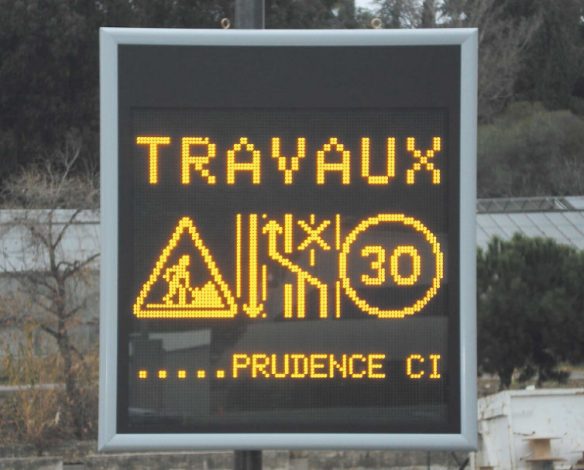 TRAVAUX
30
.....PRUDENCE CI